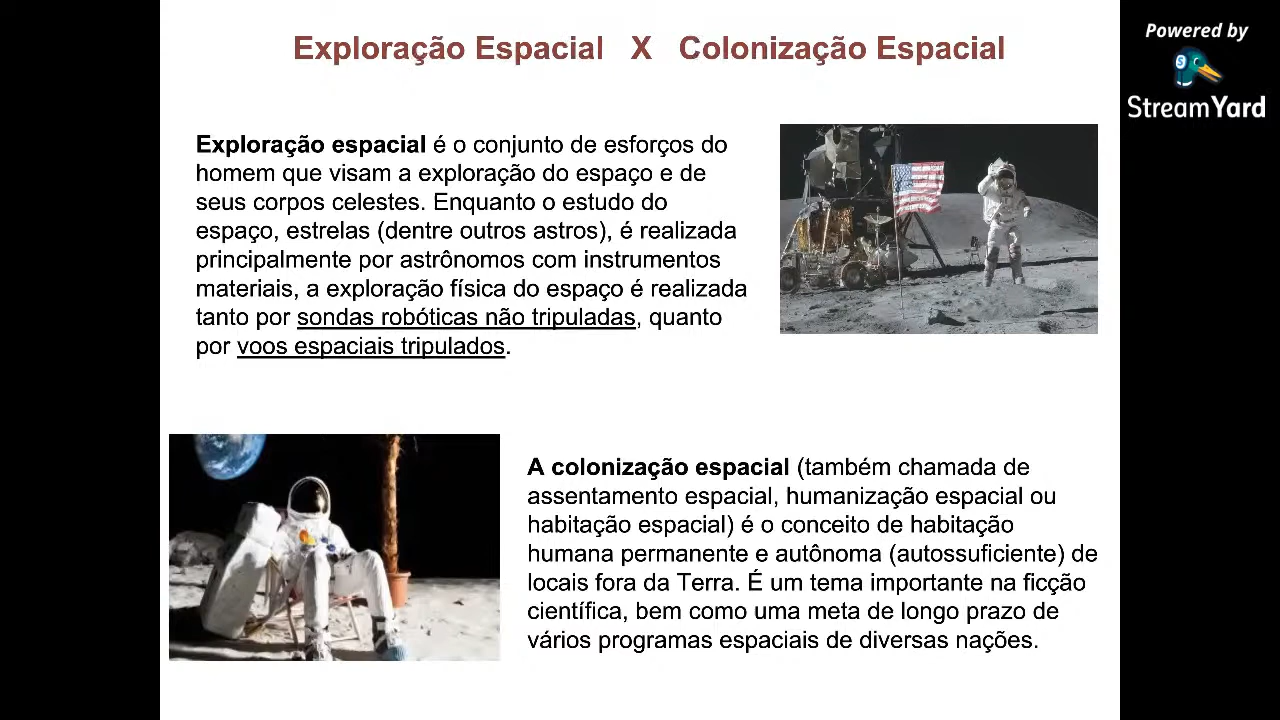 Exploração Espacial X Colonização Espacial
Powered by
StreamYard
Exploração espacial é o conjunto de esforços do
homem que visam a exploração do espaço e de
seus corpos celestes. Enquanto o estudo do
espaço, estrelas (dentre outros astros), é realizada
principalmente por astrônomos com instrumentos
materiais, a exploração física do espaço é realizada
tanto por sondas robóticas não tripuladas, quanto
por voos espaciais tripulados.
A colonização espacial (também chamada de
assentamento espacial, humanização espacial ou
habitação espacial) é o conceito de habitação
humana permanente e autônoma (autossuficiente) de
locais fora da Terra. É um tema importante na ficção
científica, bem como uma meta de longo prazo de
vários programas espaciais de diversas nações.